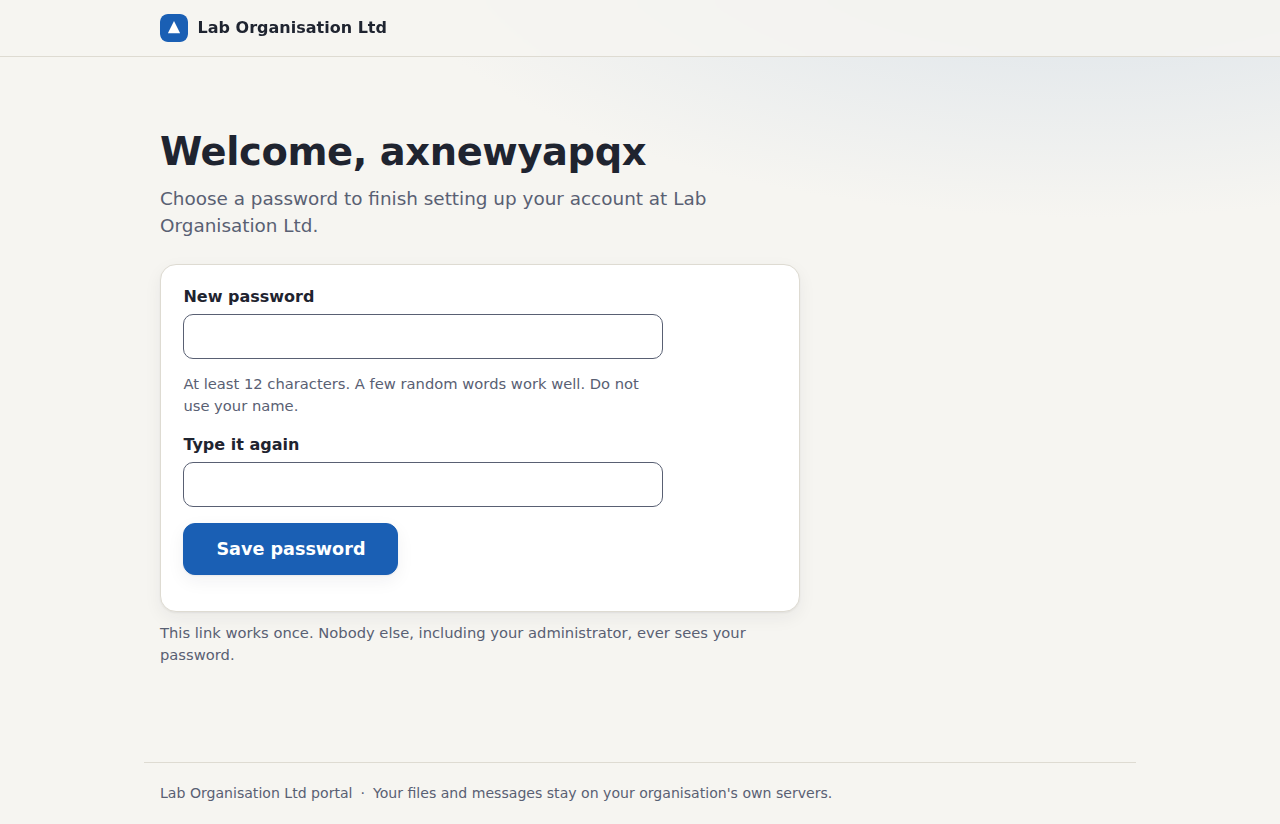 Lab Organisation Ltd
Welcome, axnewyapqx
Choose a password to finish setting up your account at Lab
Organisation Ltd.
New password
At least 12 characters. A few random words work well. Do not
use your name.
Type it again
Save password
This link works once. Nobody else, including your administrator, ever sees your
password.
Lab Organisation Ltd portal · Your files and messages stay on your organisation's own servers.